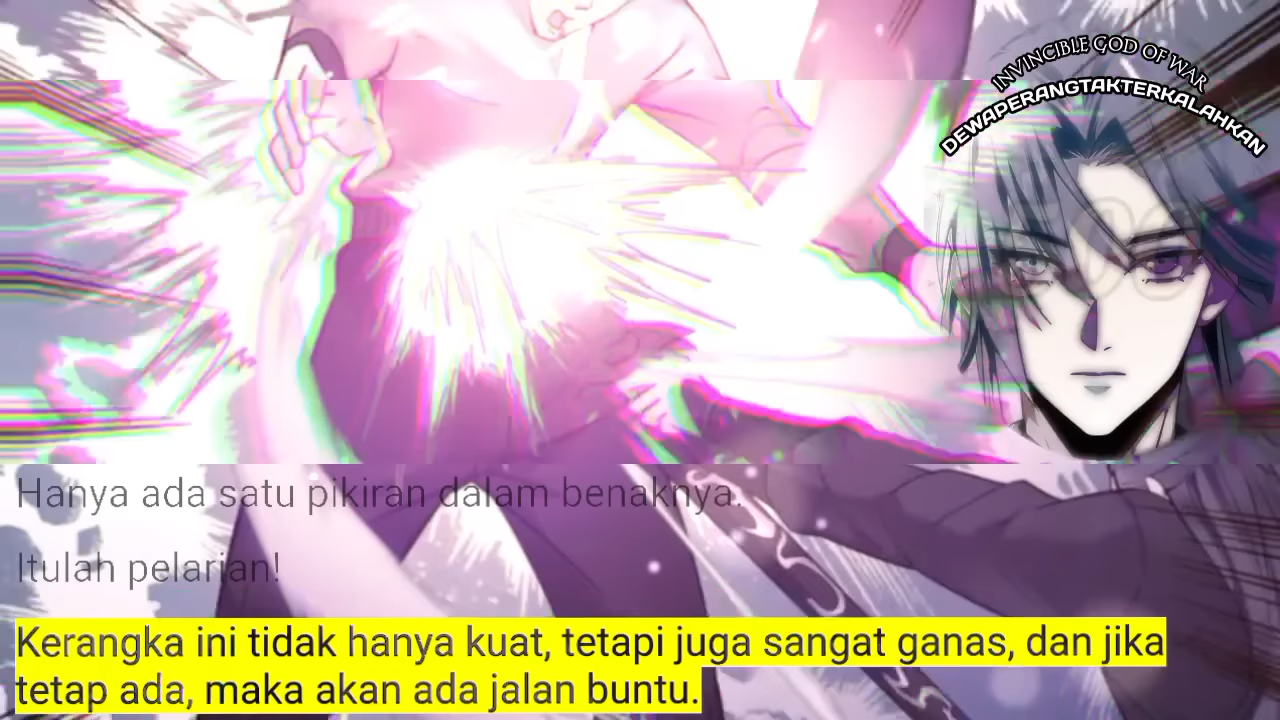 INVINCIBLE GOD OF WAR
DEWAPERANGTAKTERKALAHKAN
Hanya ada satu pikiran dalam benaknya.
Itulah pelarian!
Kerangka ini tidak hanya kuat, tetapi juga sangat ganas, dan jika
tetap ada, maka akan ada jalan buntu.